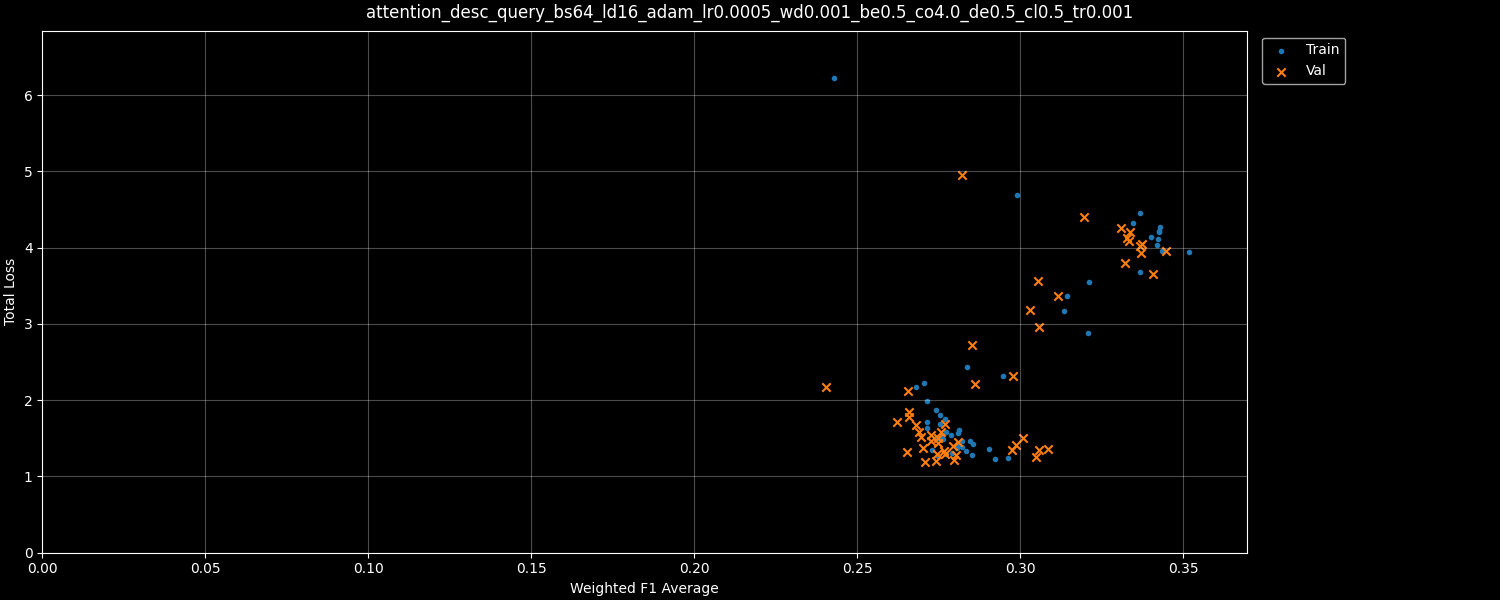 attention_desc_query_bs64_ld16_adam_lr0.0005_wd0.001_be0.5_co4.0_de0.5_cl0.5_tr0.001
Train
Val
6
5
4
3
2
1
0
Total Loss
0.00 0.05 0.10 0.15 0.20 0.25 0.30 0.35
Weighted F1 Average